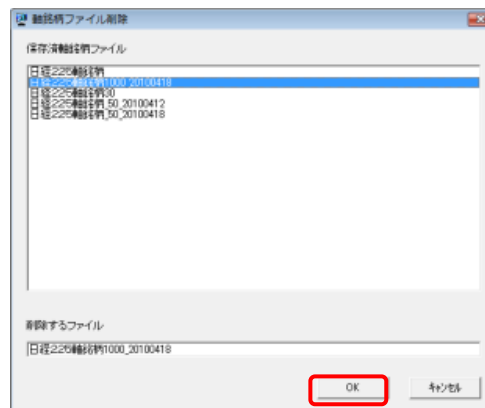 軸銘柄ファイル削除
保存済軸銘柄ファイル
日経225軸銘柄
日経225軸銘柄1000_20100418
日経225軸銘柄30
日経225軸銘柄_50_20100412
日経225軸銘柄_50_20100418
削除するファイル
日経225軸銘柄1000_20100418
OK
キャンセル